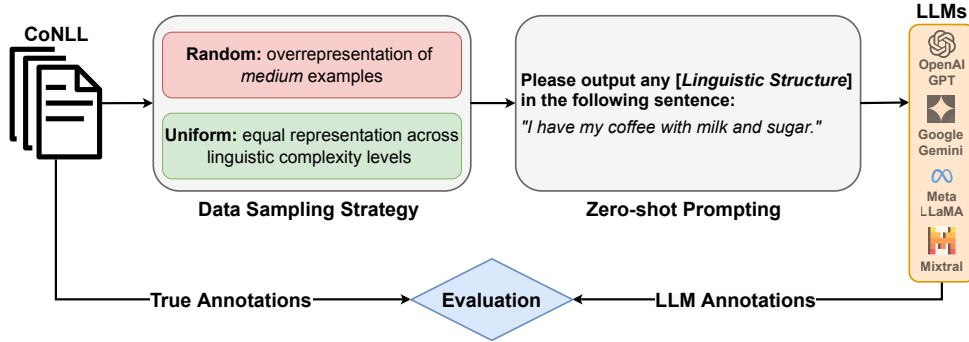 CoNLL
Random: overrepresentation of
medium examples
Uniform: equal representation across
linguistic complexity levels
Data Sampling Strategy
Please output any [Linguistic Structure]
in the following sentence:
"I have my coffee with milk and sugar."
Zero-shot Prompting
LLMs
OpenAI
GPT
Google
Gemini
Meta
LLaMA
Mixtral
True Annotations
Evaluation
LLM Annotations